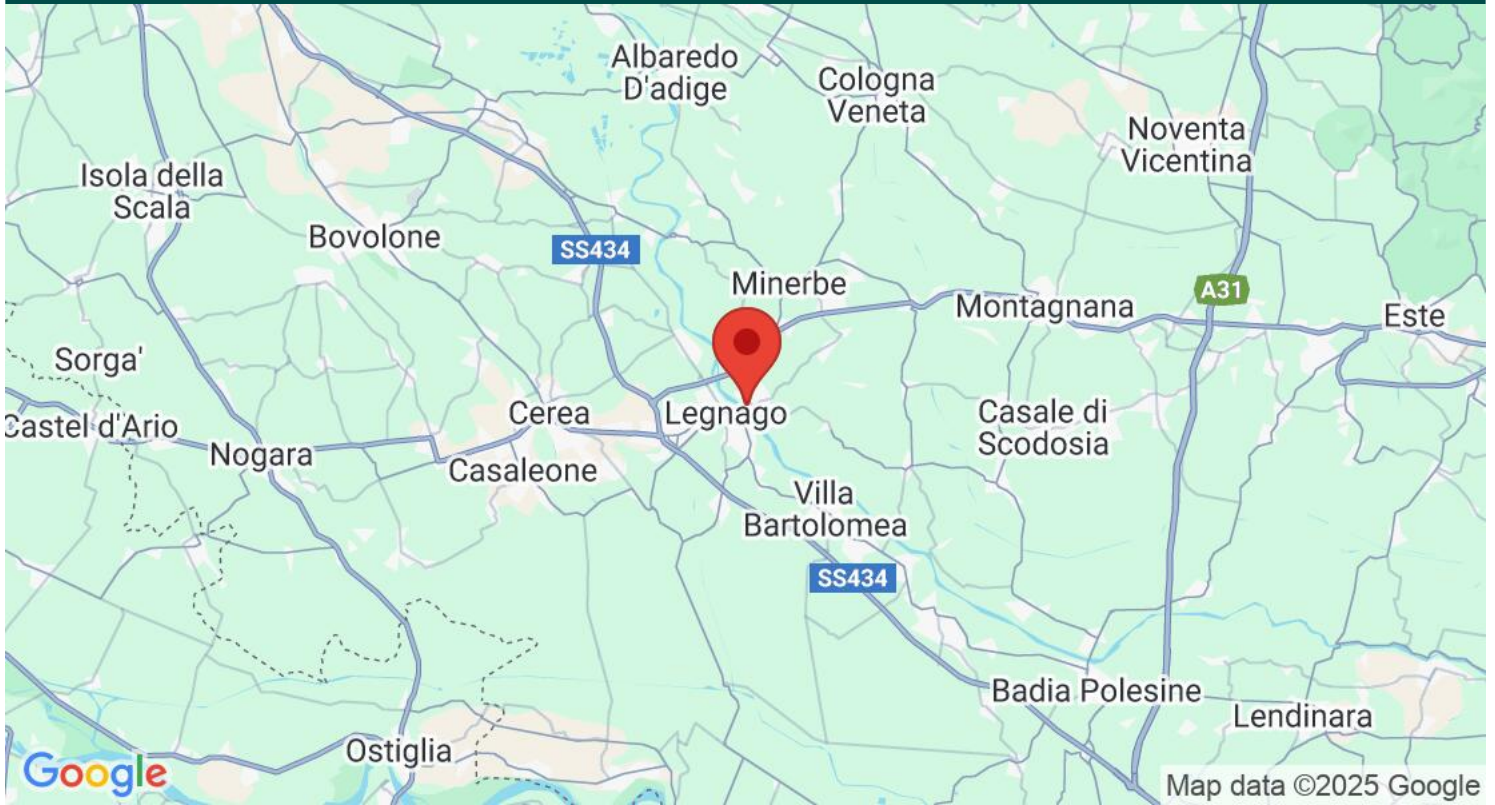 Albaredo
D'adige
Cologna
Veneta
Noventa
Vicentina
Isola della
Scala
Bovolone
SS434
Minerbe
Montagnana
A31
Este
Sorga'
Castel d'Ario
Nogara
Cerea
Legnago
Casale di
Scodosia
Casaleone
Villa
Bartolomea
SS434
Badia Polesine
Lendinara
Ostiglia
Google
Map data ©2025 Google